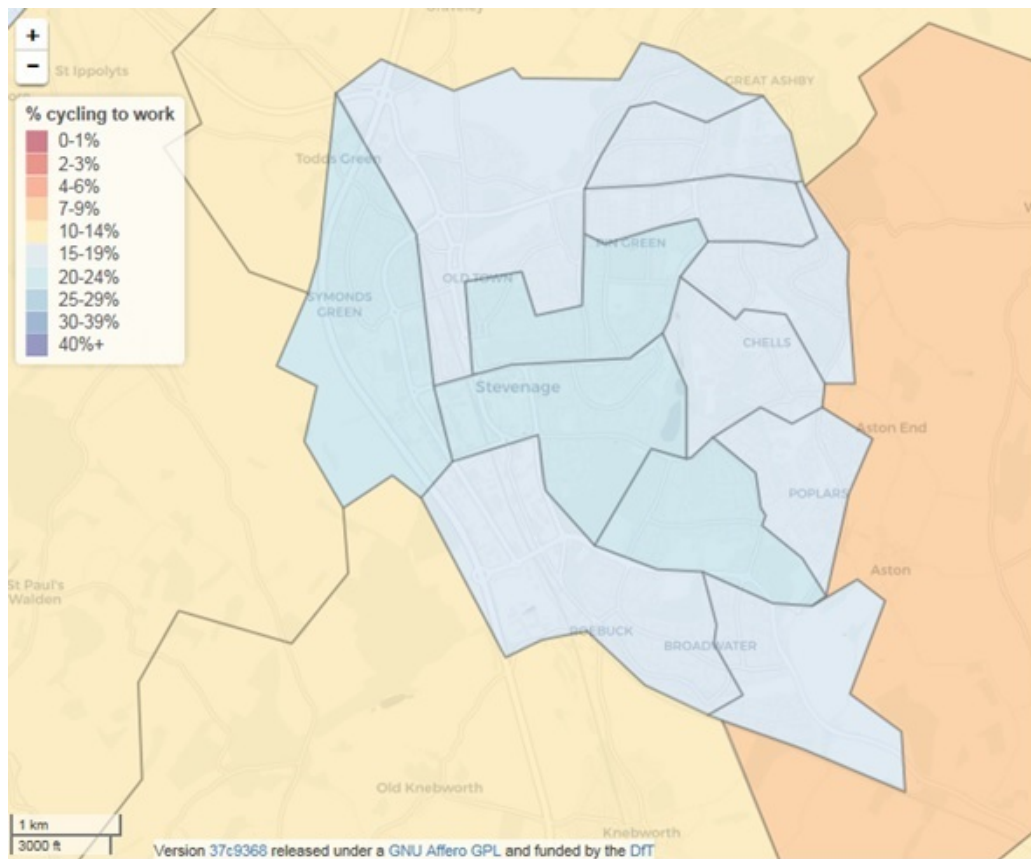 Graveley
+
−
St Ippolyts
GREAT ASHBY
% cycling to work
0-1%
2-3%
4-6%
7-9%
10-14%
15-19%
20-24%
25-29%
30-39%
40%+
Todds Green
PIN GREEN
OLD TOWN
SYMONDS
GREEN
CHELLS
Stevenage
Aston End
POPLARS
Aston
St Paul's
Walden
ROEBUCK
BROADWATER
Old Knebworth
Knebworth
1 km
3000 ft
Version 37c9368 released under a GNU Affero GPL and funded by the DfT